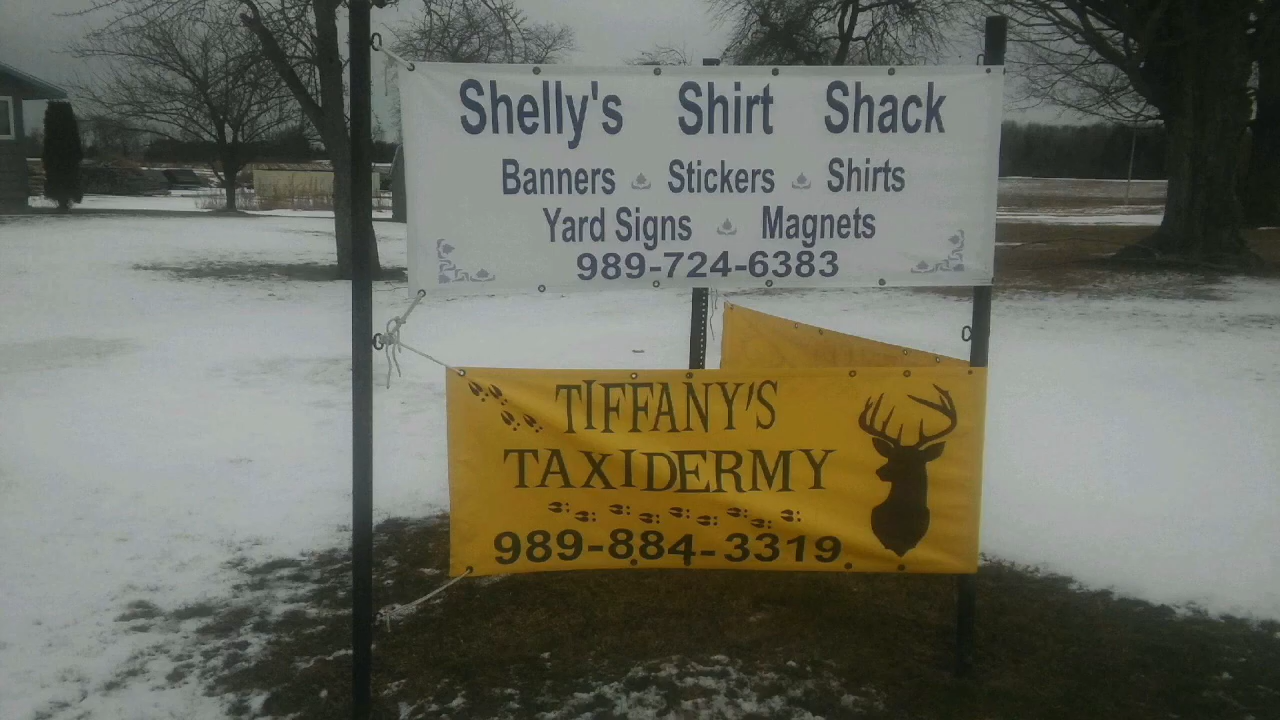 Shelly's Shirt Shack
Banners Stickers Shirts
Yard Signs Magnets
989-724-6383
TIFFANY'S
TAXIDERMY
989-884-3319